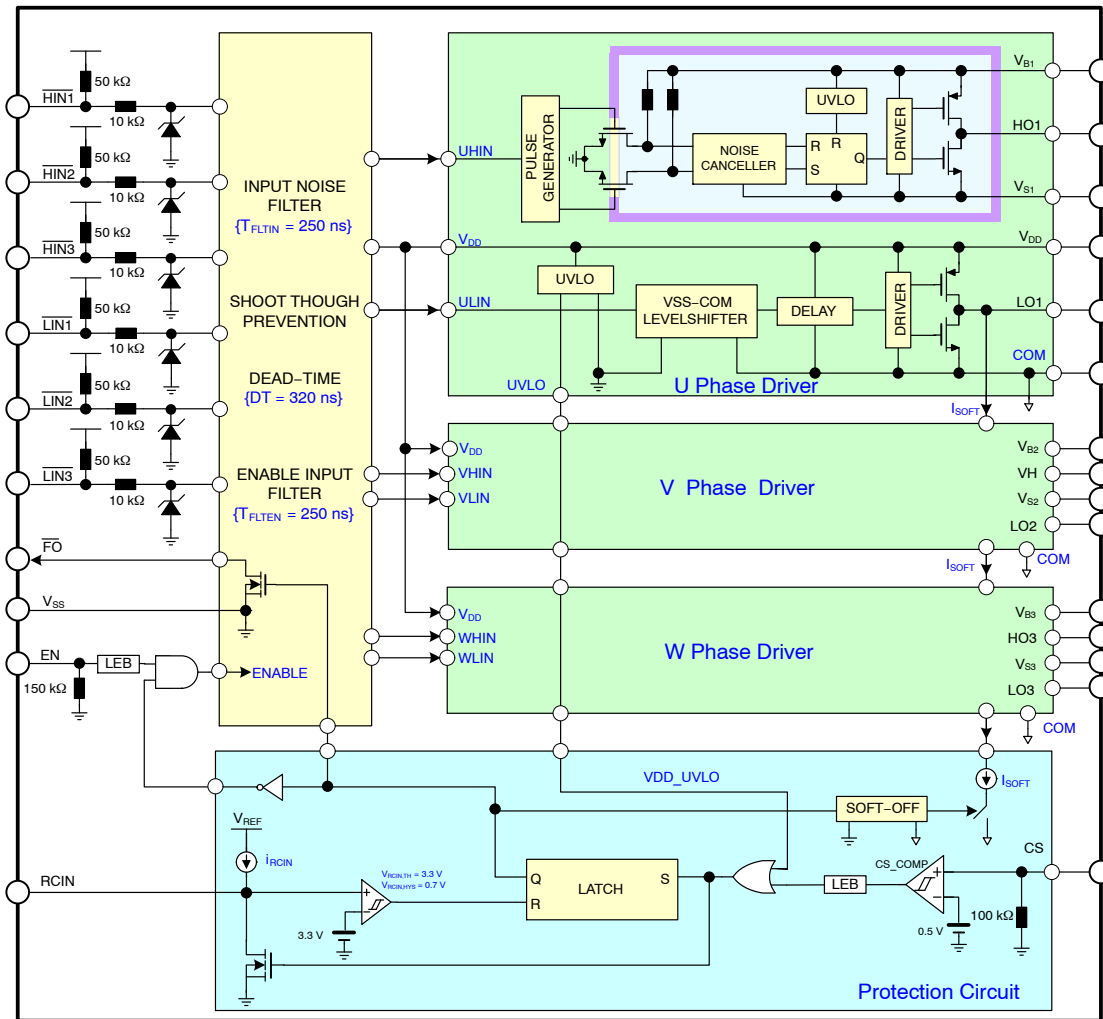 HIN1
50 kΩ
10 kΩ
HIN2
50 kΩ
10 kΩ
HIN3
50 kΩ
10 kΩ
LIN1
50 kΩ
10 kΩ
LIN2
50 kΩ
10 kΩ
LIN3
50 kΩ
10 kΩ
FO
VSS
EN
LEB
150 kΩ
ENABLE
INPUT NOISE
FILTER
{TFLTIN = 250 ns}
SHOOT THOUGH
PREVENTION
DEAD-TIME
{DT = 320 ns}
ENABLE INPUT
FILTER
{TFLTEN = 250 ns}
UHIN
PULSE
GENERATOR
NOISE
CANCELLER
UVLO
R
R
S
Q
DRIVER
VB1
HO1
VS1
VDD
VDD
UVLO
ULIN
VSS-COM
LEVELSHIFTER
DELAY
DRIVER
LO1
COM
UVLO
U Phase Driver
ISOFT
VDD
VHIN
VLIN
V Phase Driver
VB2
VH
VS2
LO2
COM
ISOFT
VDD
WHIN
WLIN
W Phase Driver
VB3
HO3
VS3
LO3
COM
VDD_UVLO
ISOFT
SOFT-OFF
VREF
iRCIN
RCIN
VRCIN,TH = 3.3 V
VRCIN,HYS = 0.7 V
+
-
3.3 V
Q
R
LATCH
S
LEB
CS_COMP
+
-
0.5 V
100 kΩ
CS
Protection Circuit